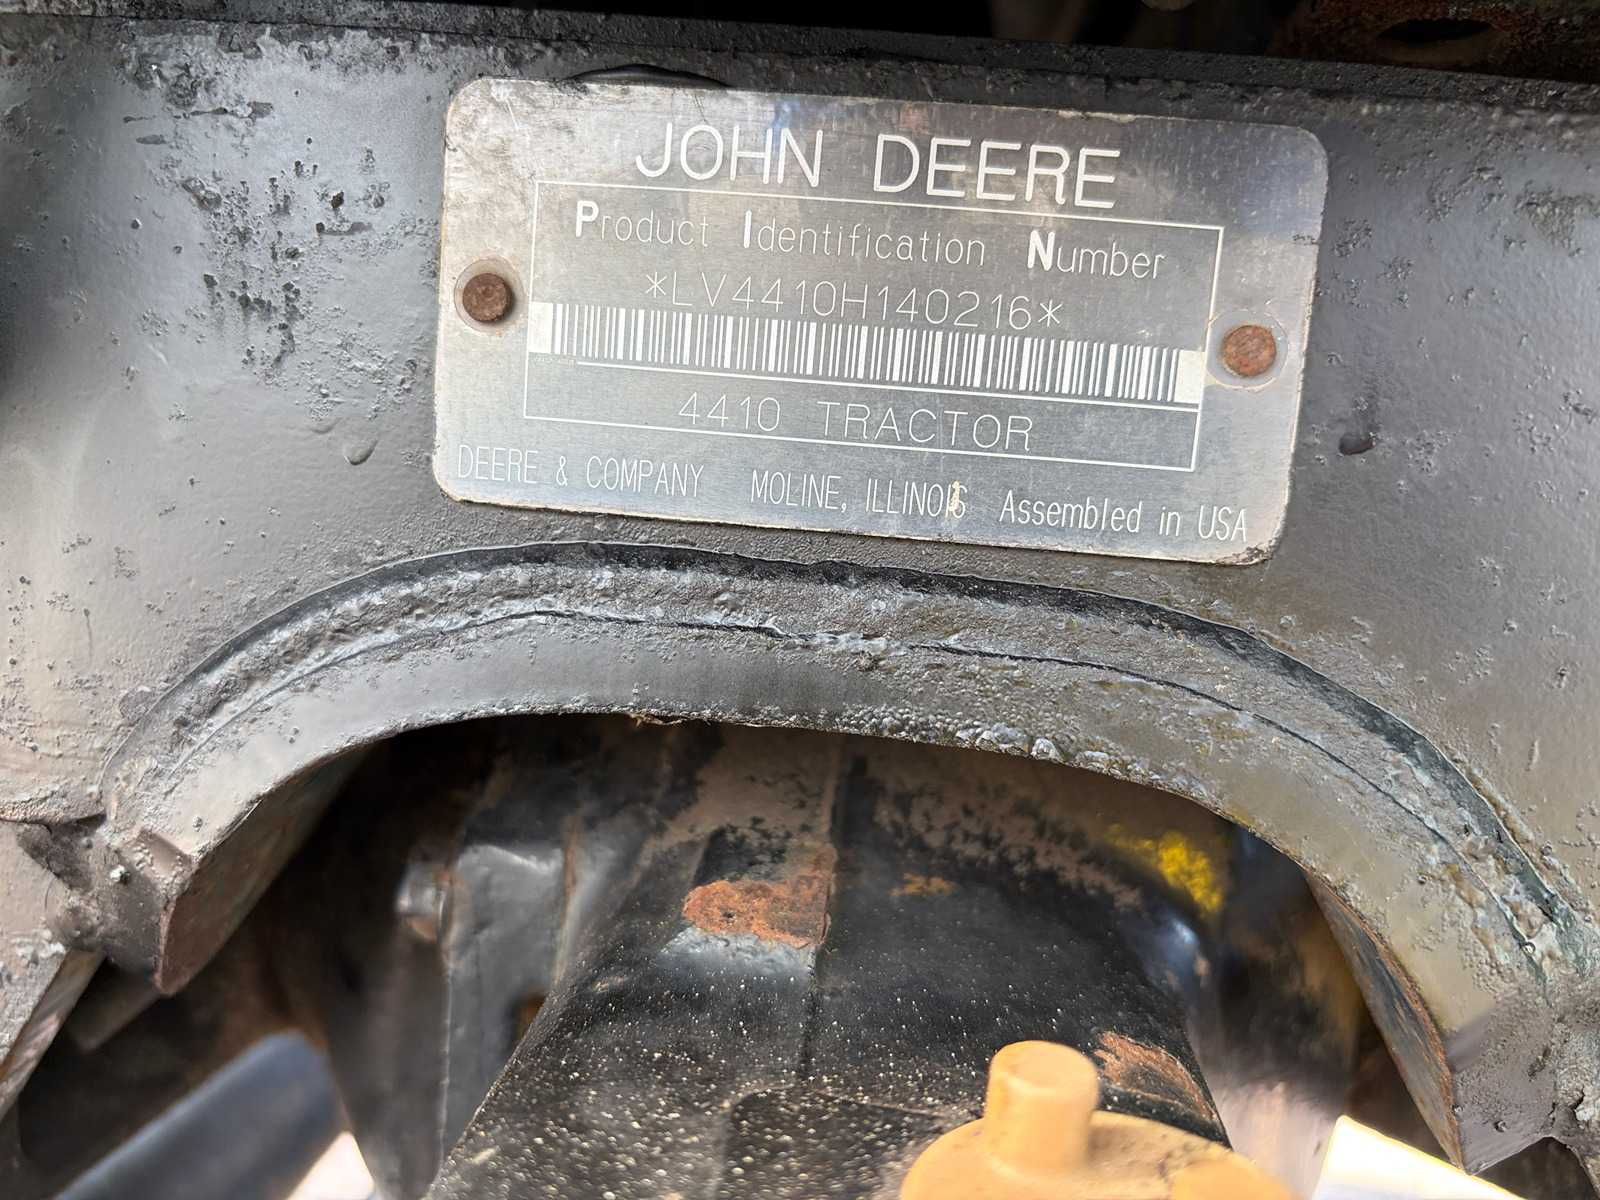 JOHN DEERE
Product Identification Number
*LV4410H140216*
4410 TRACTOR
DEERE & COMPANY MOLINE, ILLINOIS Assembled in USA